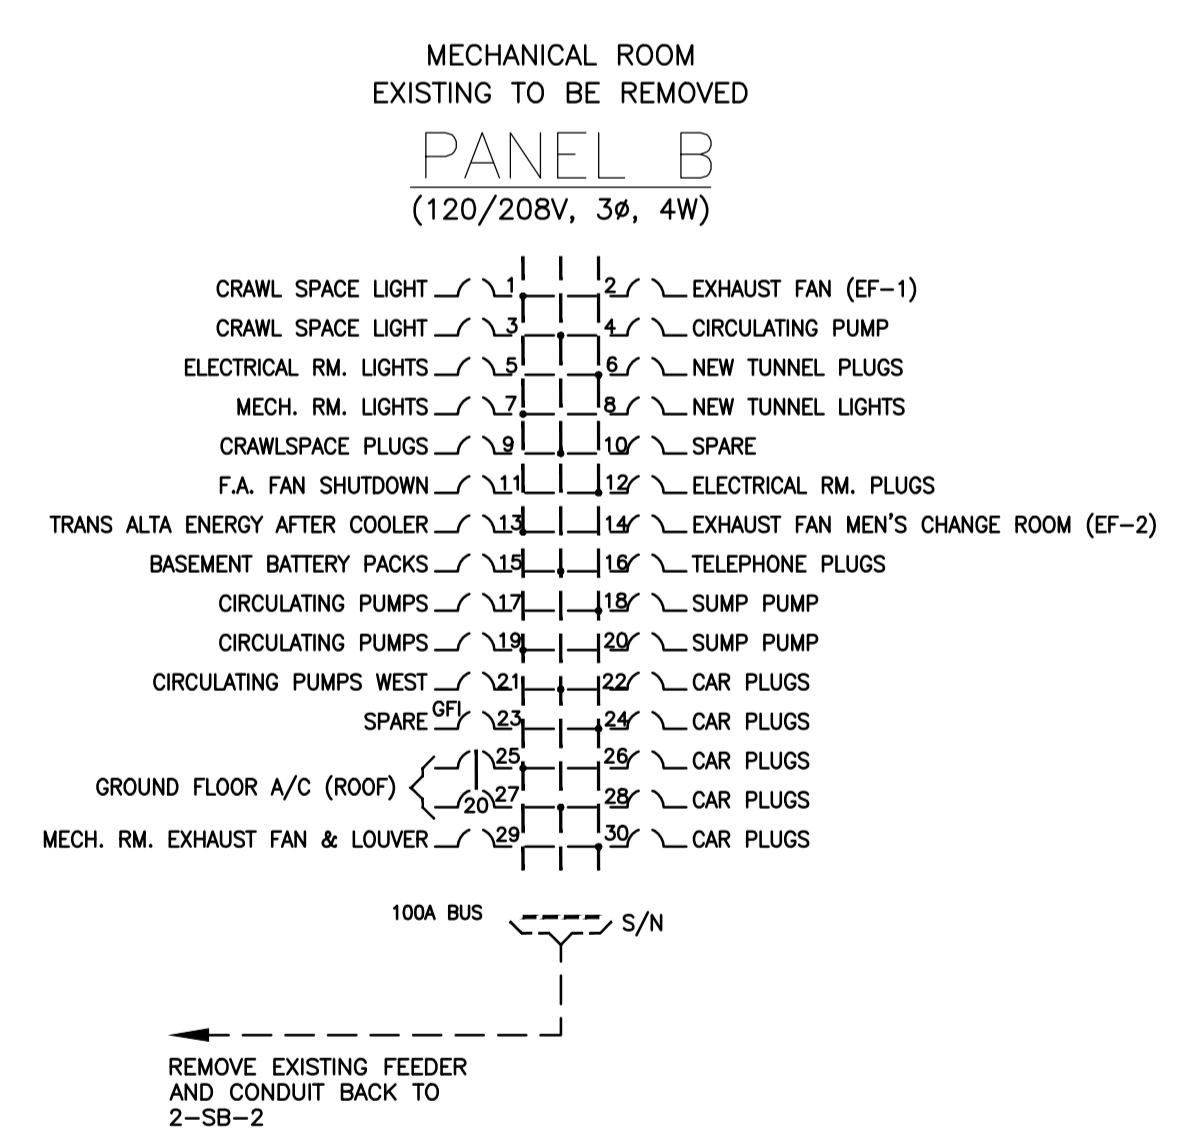 MECHANICAL ROOM
EXISTING TO BE REMOVED
PANEL B
(120/208V, 3ø, 4W)
CRAWL SPACE LIGHT 1 2 EXHAUST FAN (EF-1)
CRAWL SPACE LIGHT 3 4 CIRCULATING PUMP
ELECTRICAL RM. LIGHTS 5 6 NEW TUNNEL PLUGS
MECH. RM. LIGHTS 7 8 NEW TUNNEL LIGHTS
CRAWLSPACE PLUGS 9 10 SPARE
F.A. FAN SHUTDOWN 11 12 ELECTRICAL RM. PLUGS
TRANS ALTA ENERGY AFTER COOLER 13 14 EXHAUST FAN MEN'S CHANGE ROOM (EF-2)
BASEMENT BATTERY PACKS 15 16 TELEPHONE PLUGS
CIRCULATING PUMPS 17 18 SUMP PUMP
CIRCULATING PUMPS 19 20 SUMP PUMP
CIRCULATING PUMPS WEST 21 22 CAR PLUGS
SPARE GFI 23 24 CAR PLUGS
25 26 CAR PLUGS
GROUND FLOOR A/C (ROOF)
20 27 28 CAR PLUGS
MECH. RM. EXHAUST FAN & LOUVER 29 30 CAR PLUGS
100A BUS S/N
REMOVE EXISTING FEEDER
AND CONDUIT BACK TO
2-SB-2